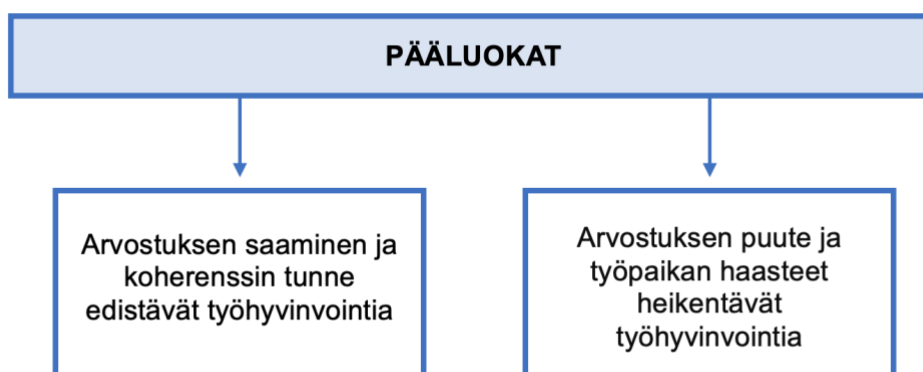 PÄÄLUOKAT
Arvostuksen saaminen ja
koherenssin tunne
edistävät työhyvinvointia
Arvostuksen puute ja
työpaikan haasteet
heikentävät
työhyvinvointia